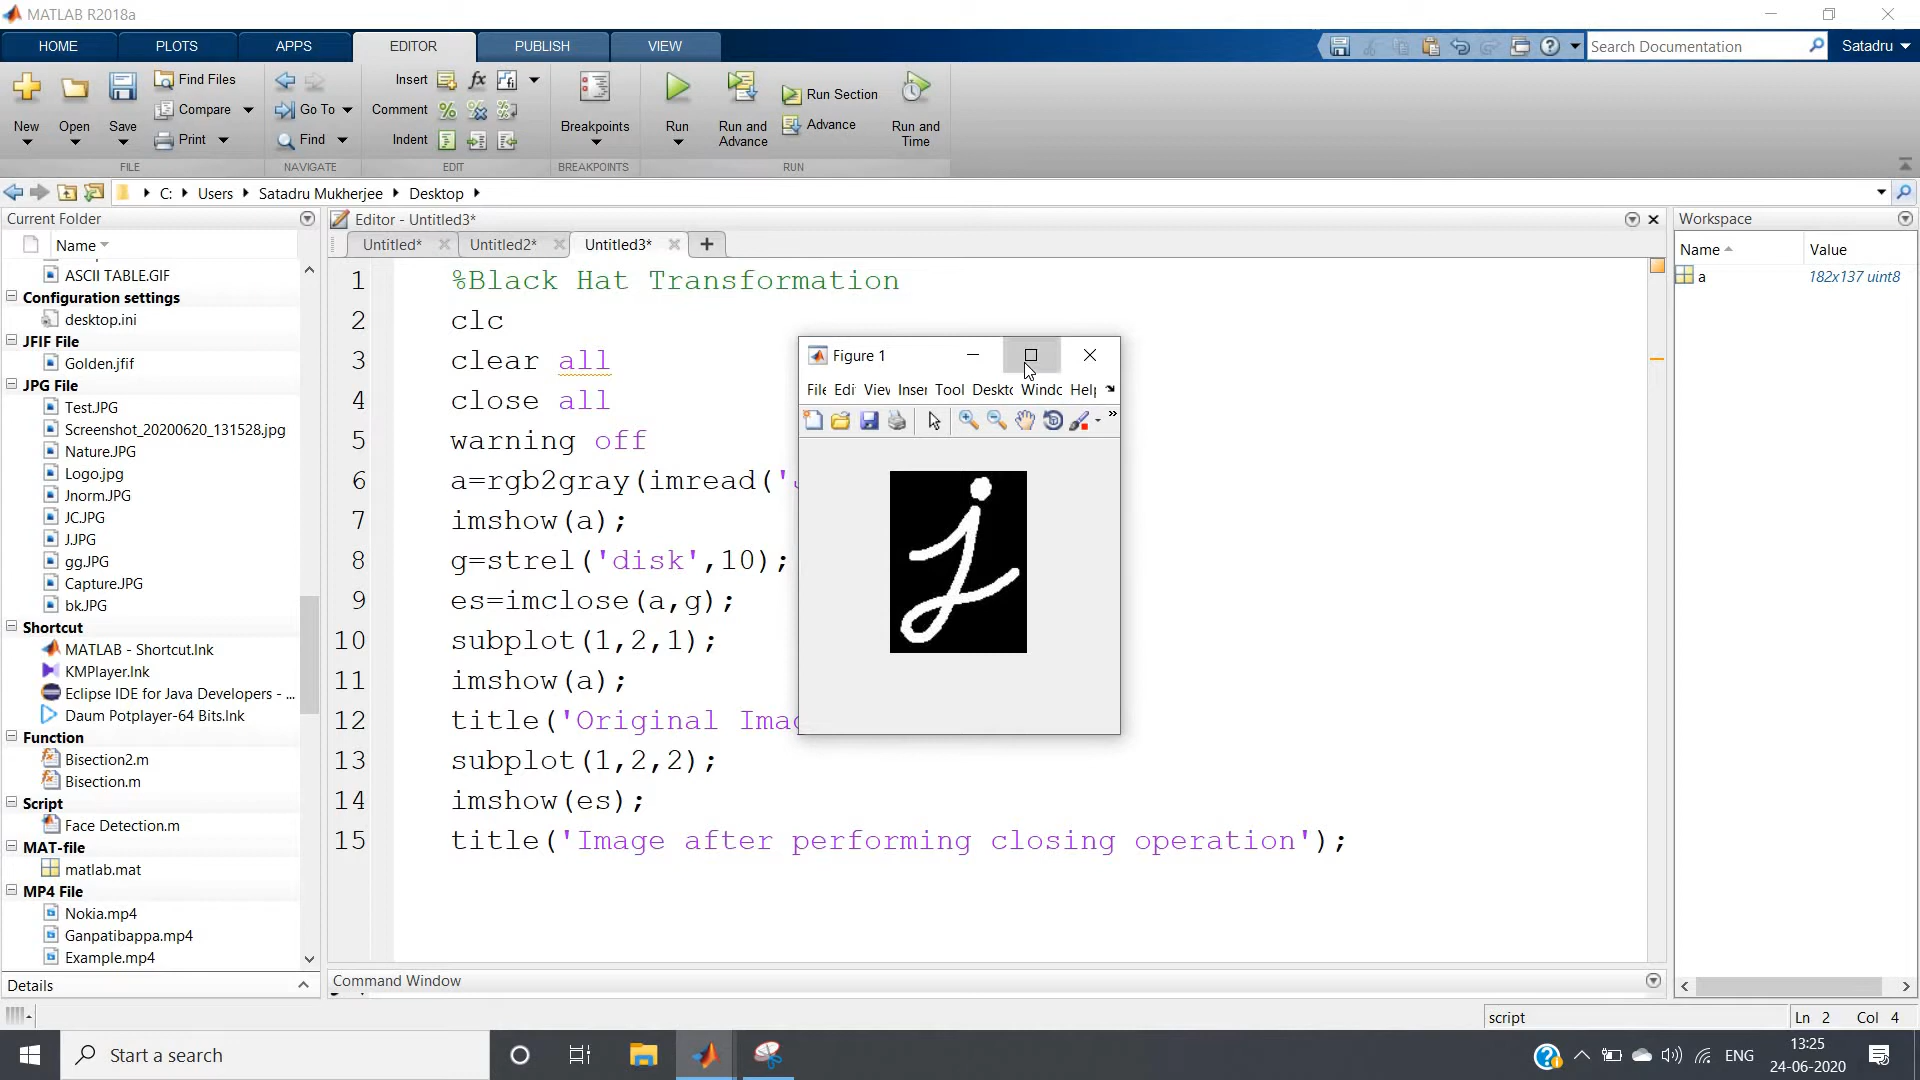 MATLAB R2018a
HOME PLOTS APPS EDITOR PUBLISH VIEW
Search Documentation Satadru
New Open Save
Find Files
Compare
Print
Go To
Find
Insert
Comment
Indent
Breakpoints
Run
Run and Advance
Run Section
Advance
Run and Time
FILE NAVIGATE EDIT BREAKPOINTS RUN
C: Users Satadru Mukherjee Desktop
Current Folder
Name
ASCII TABLE.GIF
Configuration settings
desktop.ini
JFIF File
Golden.jfif
JPG File
Test.JPG
Screenshot_20200620_131528.jpg
Nature.JPG
Logo.jpg
Jnorm.JPG
JC.JPG
J.JPG
gg.JPG
Capture.JPG
bk.JPG
Shortcut
MATLAB - Shortcut.lnk
KMPlayer.lnk
Eclipse IDE for Java Developers - ...
Daum Potplayer-64 Bits.lnk
Function
Bisection2.m
Bisection.m
Script
Face Detection.m
MAT-file
matlab.mat
MP4 File
Nokia.mp4
Ganpatibappa.mp4
Example.mp4
Details
Editor - Untitled3*
Untitled* Untitled2* Untitled3*
1 %Black Hat Transformation
2 clc
3 clear all
4 close all
5 warning off
6 a=rgb2gray(imread('
7 imshow(a);
8 g=strel('disk',10);
9 es=imclose(a,g);
10 subplot(1,2,1);
11 imshow(a);
12 title('Original Imag
13 subplot(1,2,2);
14 imshow(es);
15 title('Image after performing closing operation');
Figure 1
File Edi View Inser Tool Deskto Windo Help
j
Command Window
Workspace
Name Value
a 182x137 uint8
script Ln 2 Col 4
Start a search
ENG
13:25
24-06-2020